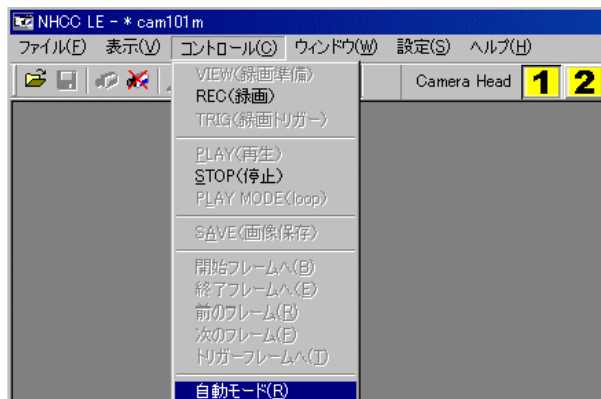 NHCC LE - * cam101m
ファイル(F) 表示(V) コントロール(C) ウィンドウ(W) 設定(S) ヘルプ(H)
Camera Head 1 2
VIEW(録画準備)
REC(録画)
TRIG(録画トリガー)
PLAY(再生)
STOP(停止)
PLAY MODE(loop)
SAVE(画像保存)
開始フレームへ(B)
終了フレームへ(E)
前のフレーム(R)
次のフレーム(F)
トリガーフレームへ(T)
自動モード(R)